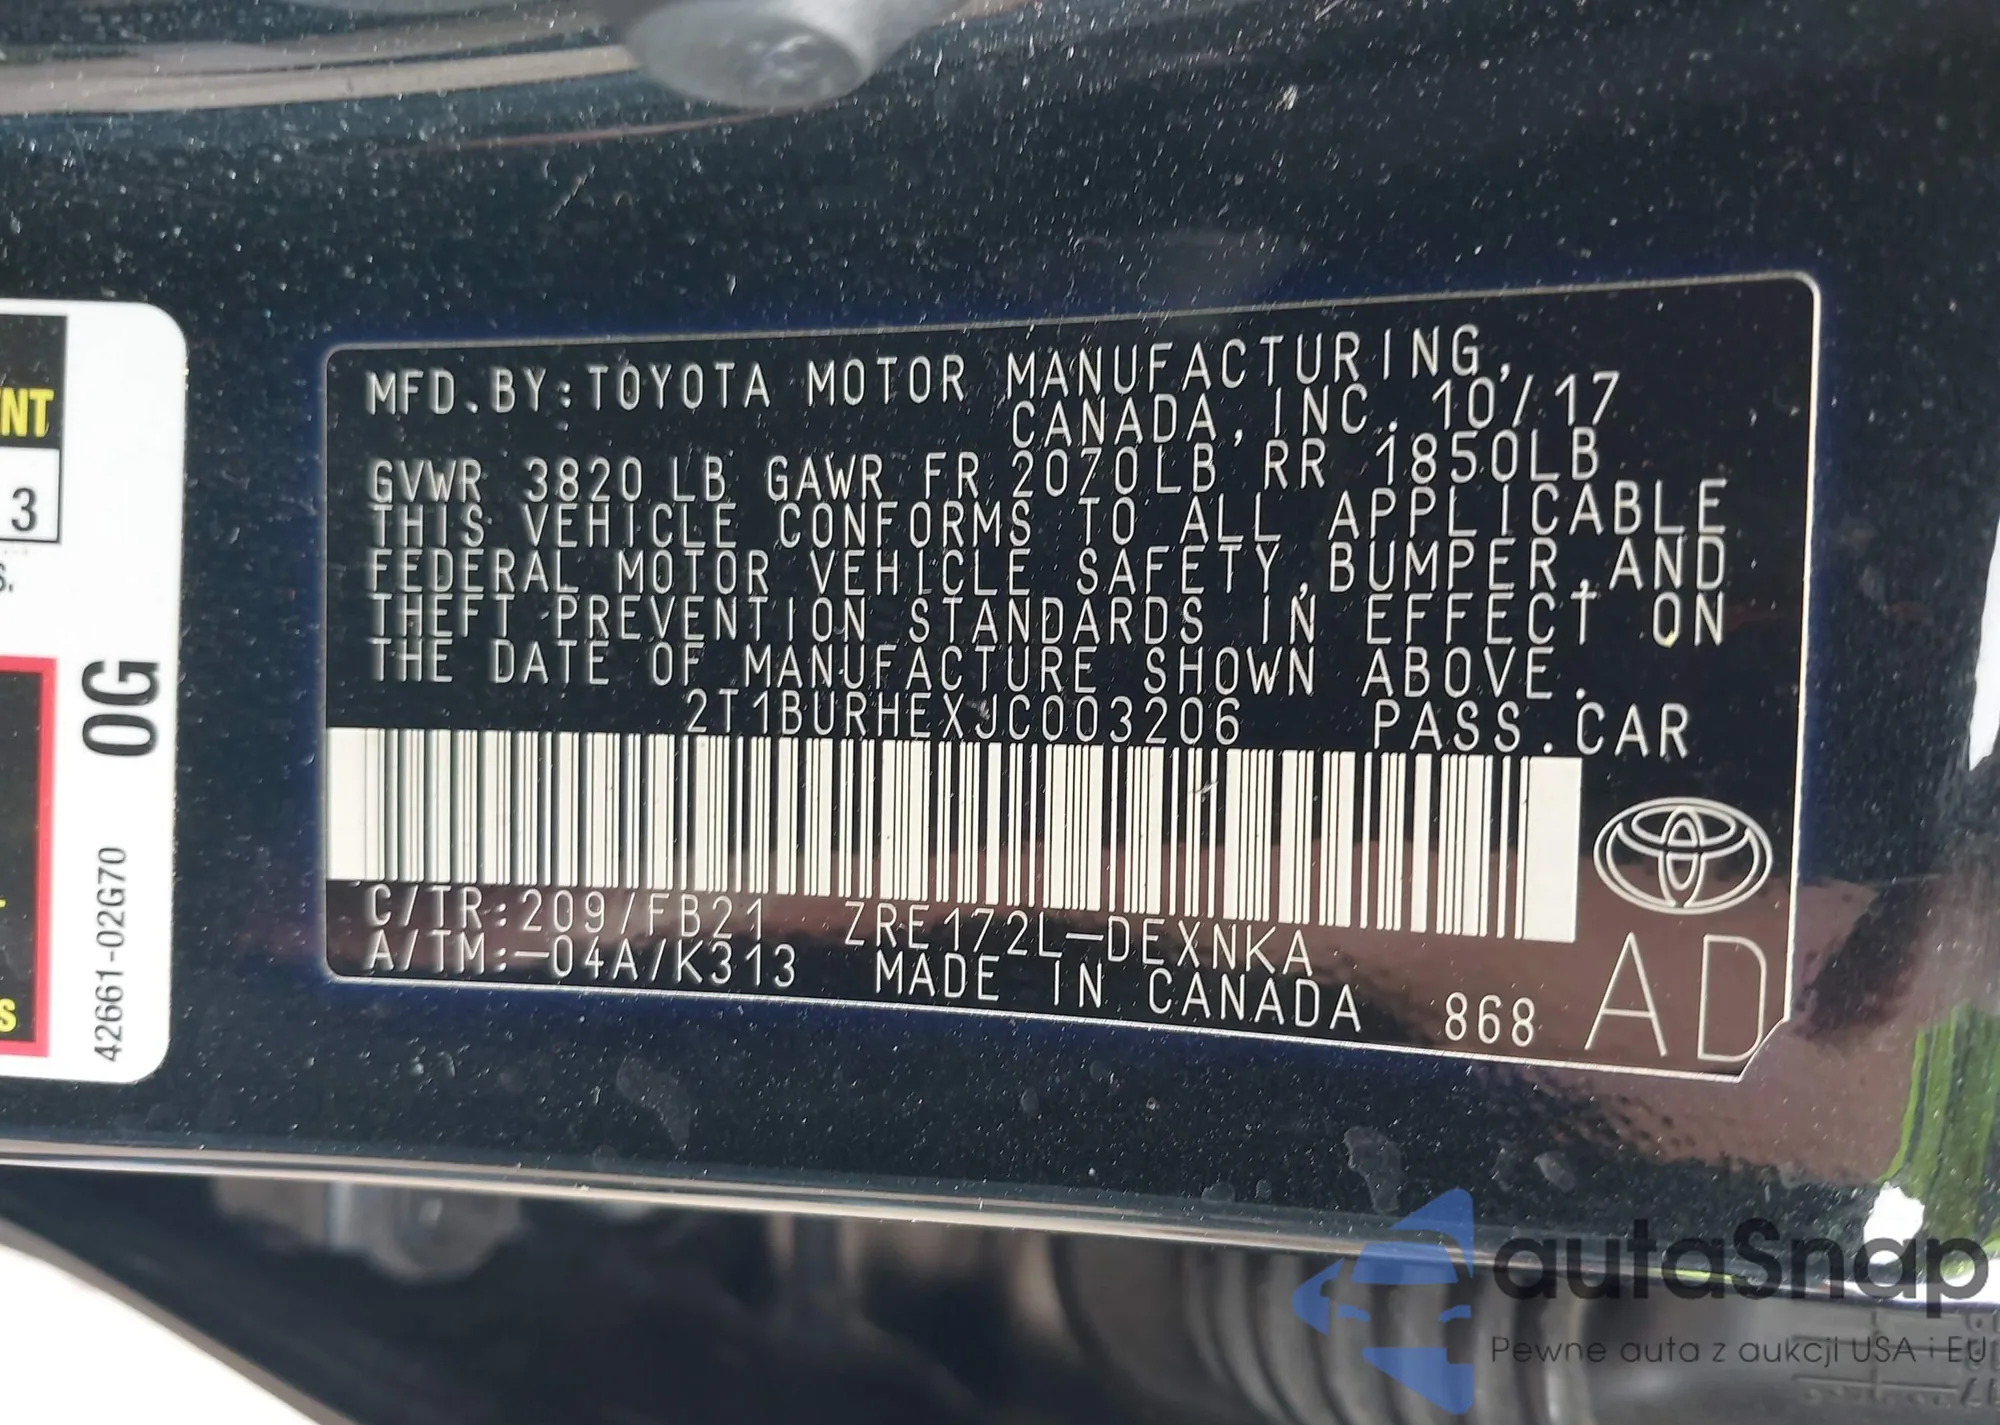 MFD.BY:TOYOTA MOTOR MANUFACTURING,
CANADA, INC. 10/17
GVWR 3820 LB GAWR FR 2070LB RR 1850LB
THIS VEHICLE CONFORMS TO ALL APPLICABLE
FEDERAL MOTOR VEHICLE SAFETY,BUMPER,AND
THEFT PREVENTION STANDARDS IN EFFECT ON
THE DATE OF MANUFACTURE SHOWN ABOVE.
2T1BURHEXJC003206 PASS.CAR
C/TR:209/FB21 ZRE172L-DEXNKA
A/TM:-04A/K313 MADE IN CANADA 868
AD
NT
3
S.
0G
42661-02G70
S
autaSnap
Pewne auta z aukcji USA i EU